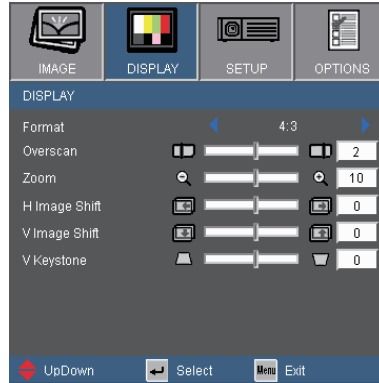 IMAGE DISPLAY SETUP OPTIONS
DISPLAY
Format 4:3
Overscan 2
Zoom 10
H Image Shift 0
V Image Shift 0
V Keystone 0
UpDown Select Menu Exit